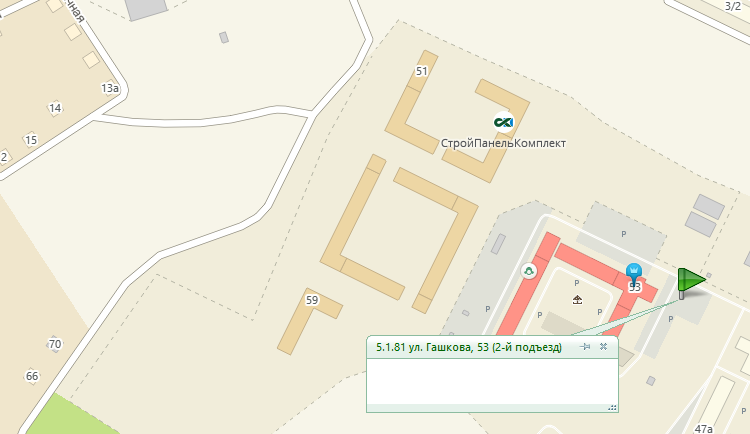 чная
3/2
51
13а
14
СтройПанельКомплект
15
2
P
P
P
53
59
P
P
P
P
70
5.1.81 ул. Гашкова, 53 (2-й подъезд)
66
P
47а